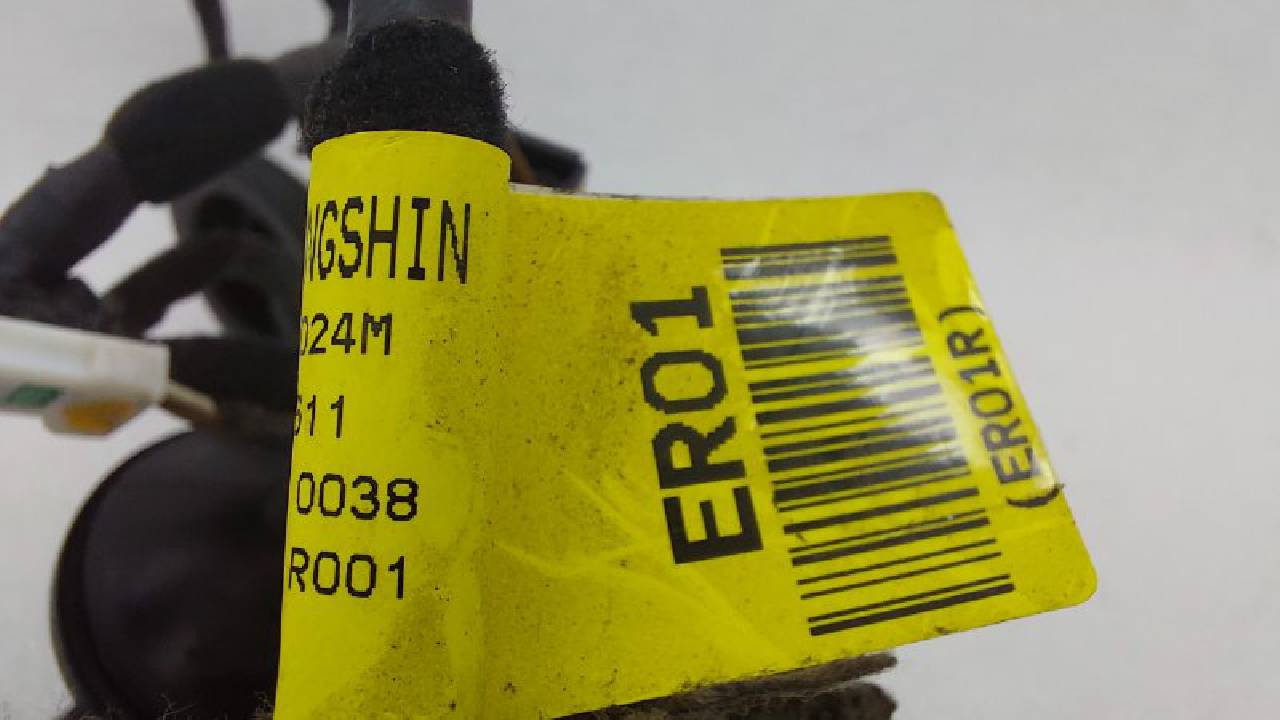 NGSHIN
024M
611
0038
R001
ER01
(ER01R)